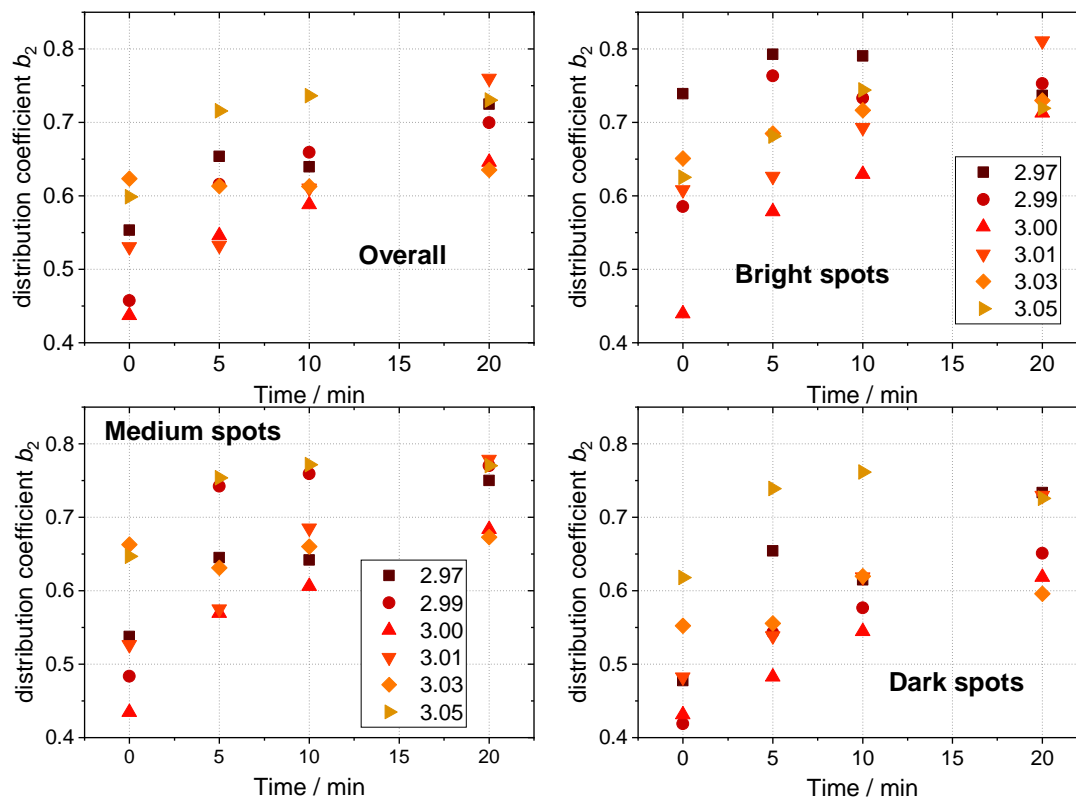 distribution coefficient b₂
0.8
0.7
0.6
0.5
0.4
Overall
0 5 10 15 20
Time / min
distribution coefficient b₂
0.8
0.7
0.6
0.5
0.4
Bright spots
2.97
2.99
3.00
3.01
3.03
3.05
0 5 10 15 20
Time / min
distribution coefficient b₂
0.8
0.7
0.6
0.5
0.4
Medium spots
2.97
2.99
3.00
3.01
3.03
3.05
0 5 10 15 20
Time / min
distribution coefficient b₂
0.8
0.7
0.6
0.5
0.4
Dark spots
0 5 10 15 20
Time / min